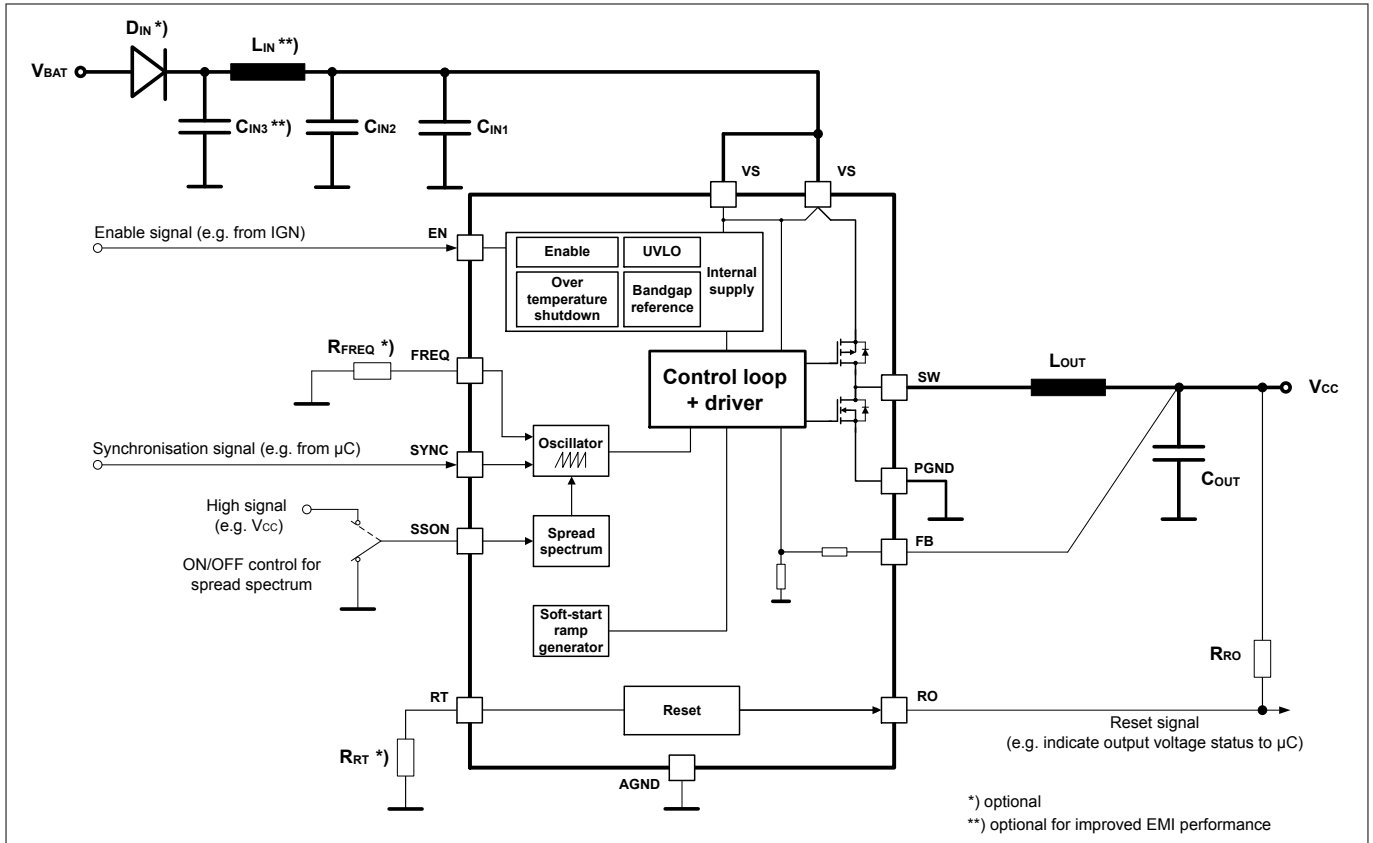 DIN *)
LIN **)
VBAT
CIN3 **)
CIN2
CIN1
VS
VS
Enable signal (e.g. from IGN)
EN
Enable
UVLO
Internal
supply
Over
temperature
shutdown
Bandgap
reference
RFREQ *)
FREQ
Control loop
+ driver
SW
LOUT
VCC
Synchronisation signal (e.g. from µC)
SYNC
Oscillator
PGND
COUT
High signal
(e.g. VCC)
SSON
Spread
spectrum
FB
ON/OFF control for
spread spectrum
Soft-start
ramp
generator
RRO
RT
Reset
RO
Reset signal
(e.g. indicate output voltage status to µC)
RRT *)
AGND
*) optional
**) optional for improved EMI performance